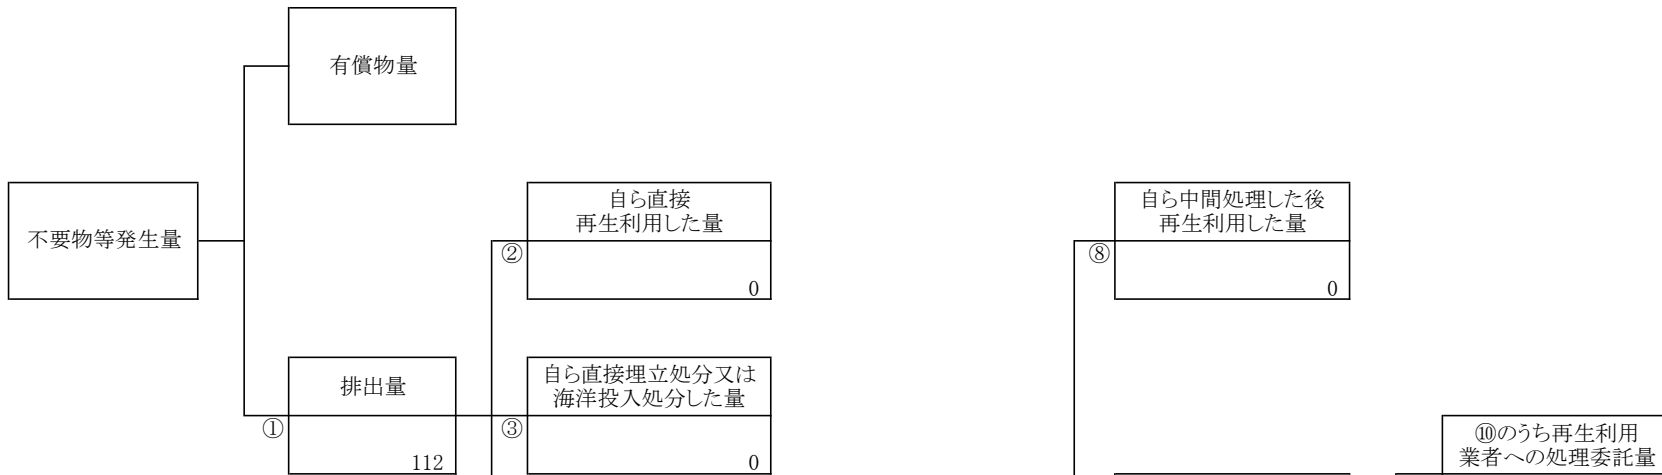 有償物量
不要物等発生量
自ら直接
再生利用した量
②
0
自ら中間処理した後
再生利用した量
⑧
0
排出量
①
112
自ら直接埋立処分又は
海洋投入処分した量
③
0
⑩のうち再生利用
業者への処理委託量